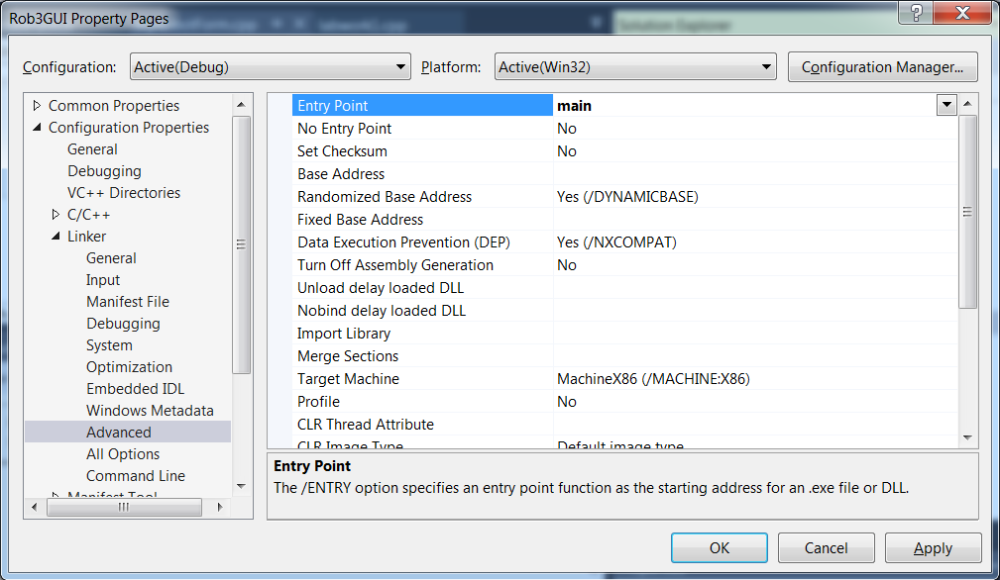 Rob3GUI Property Pages
Solution Explorer
Configuration: Active(Debug) Platform: Active(Win32) Configuration Manager...
Common Properties
Configuration Properties
General
Debugging
VC++ Directories
C/C++
Linker
General
Input
Manifest File
Debugging
System
Optimization
Embedded IDL
Windows Metadata
Advanced
All Options
Command Line
Manifest Tool
Entry Point main
No Entry Point No
Set Checksum No
Base Address
Randomized Base Address Yes (/DYNAMICBASE)
Fixed Base Address
Data Execution Prevention (DEP) Yes (/NXCOMPAT)
Turn Off Assembly Generation No
Unload delay loaded DLL
Nobind delay loaded DLL
Import Library
Merge Sections
Target Machine MachineX86 (/MACHINE:X86)
Profile No
CLR Thread Attribute
CLR Image Type Default image type
Entry Point
The /ENTRY option specifies an entry point function as the starting address for an .exe file or DLL.
OK Cancel Apply